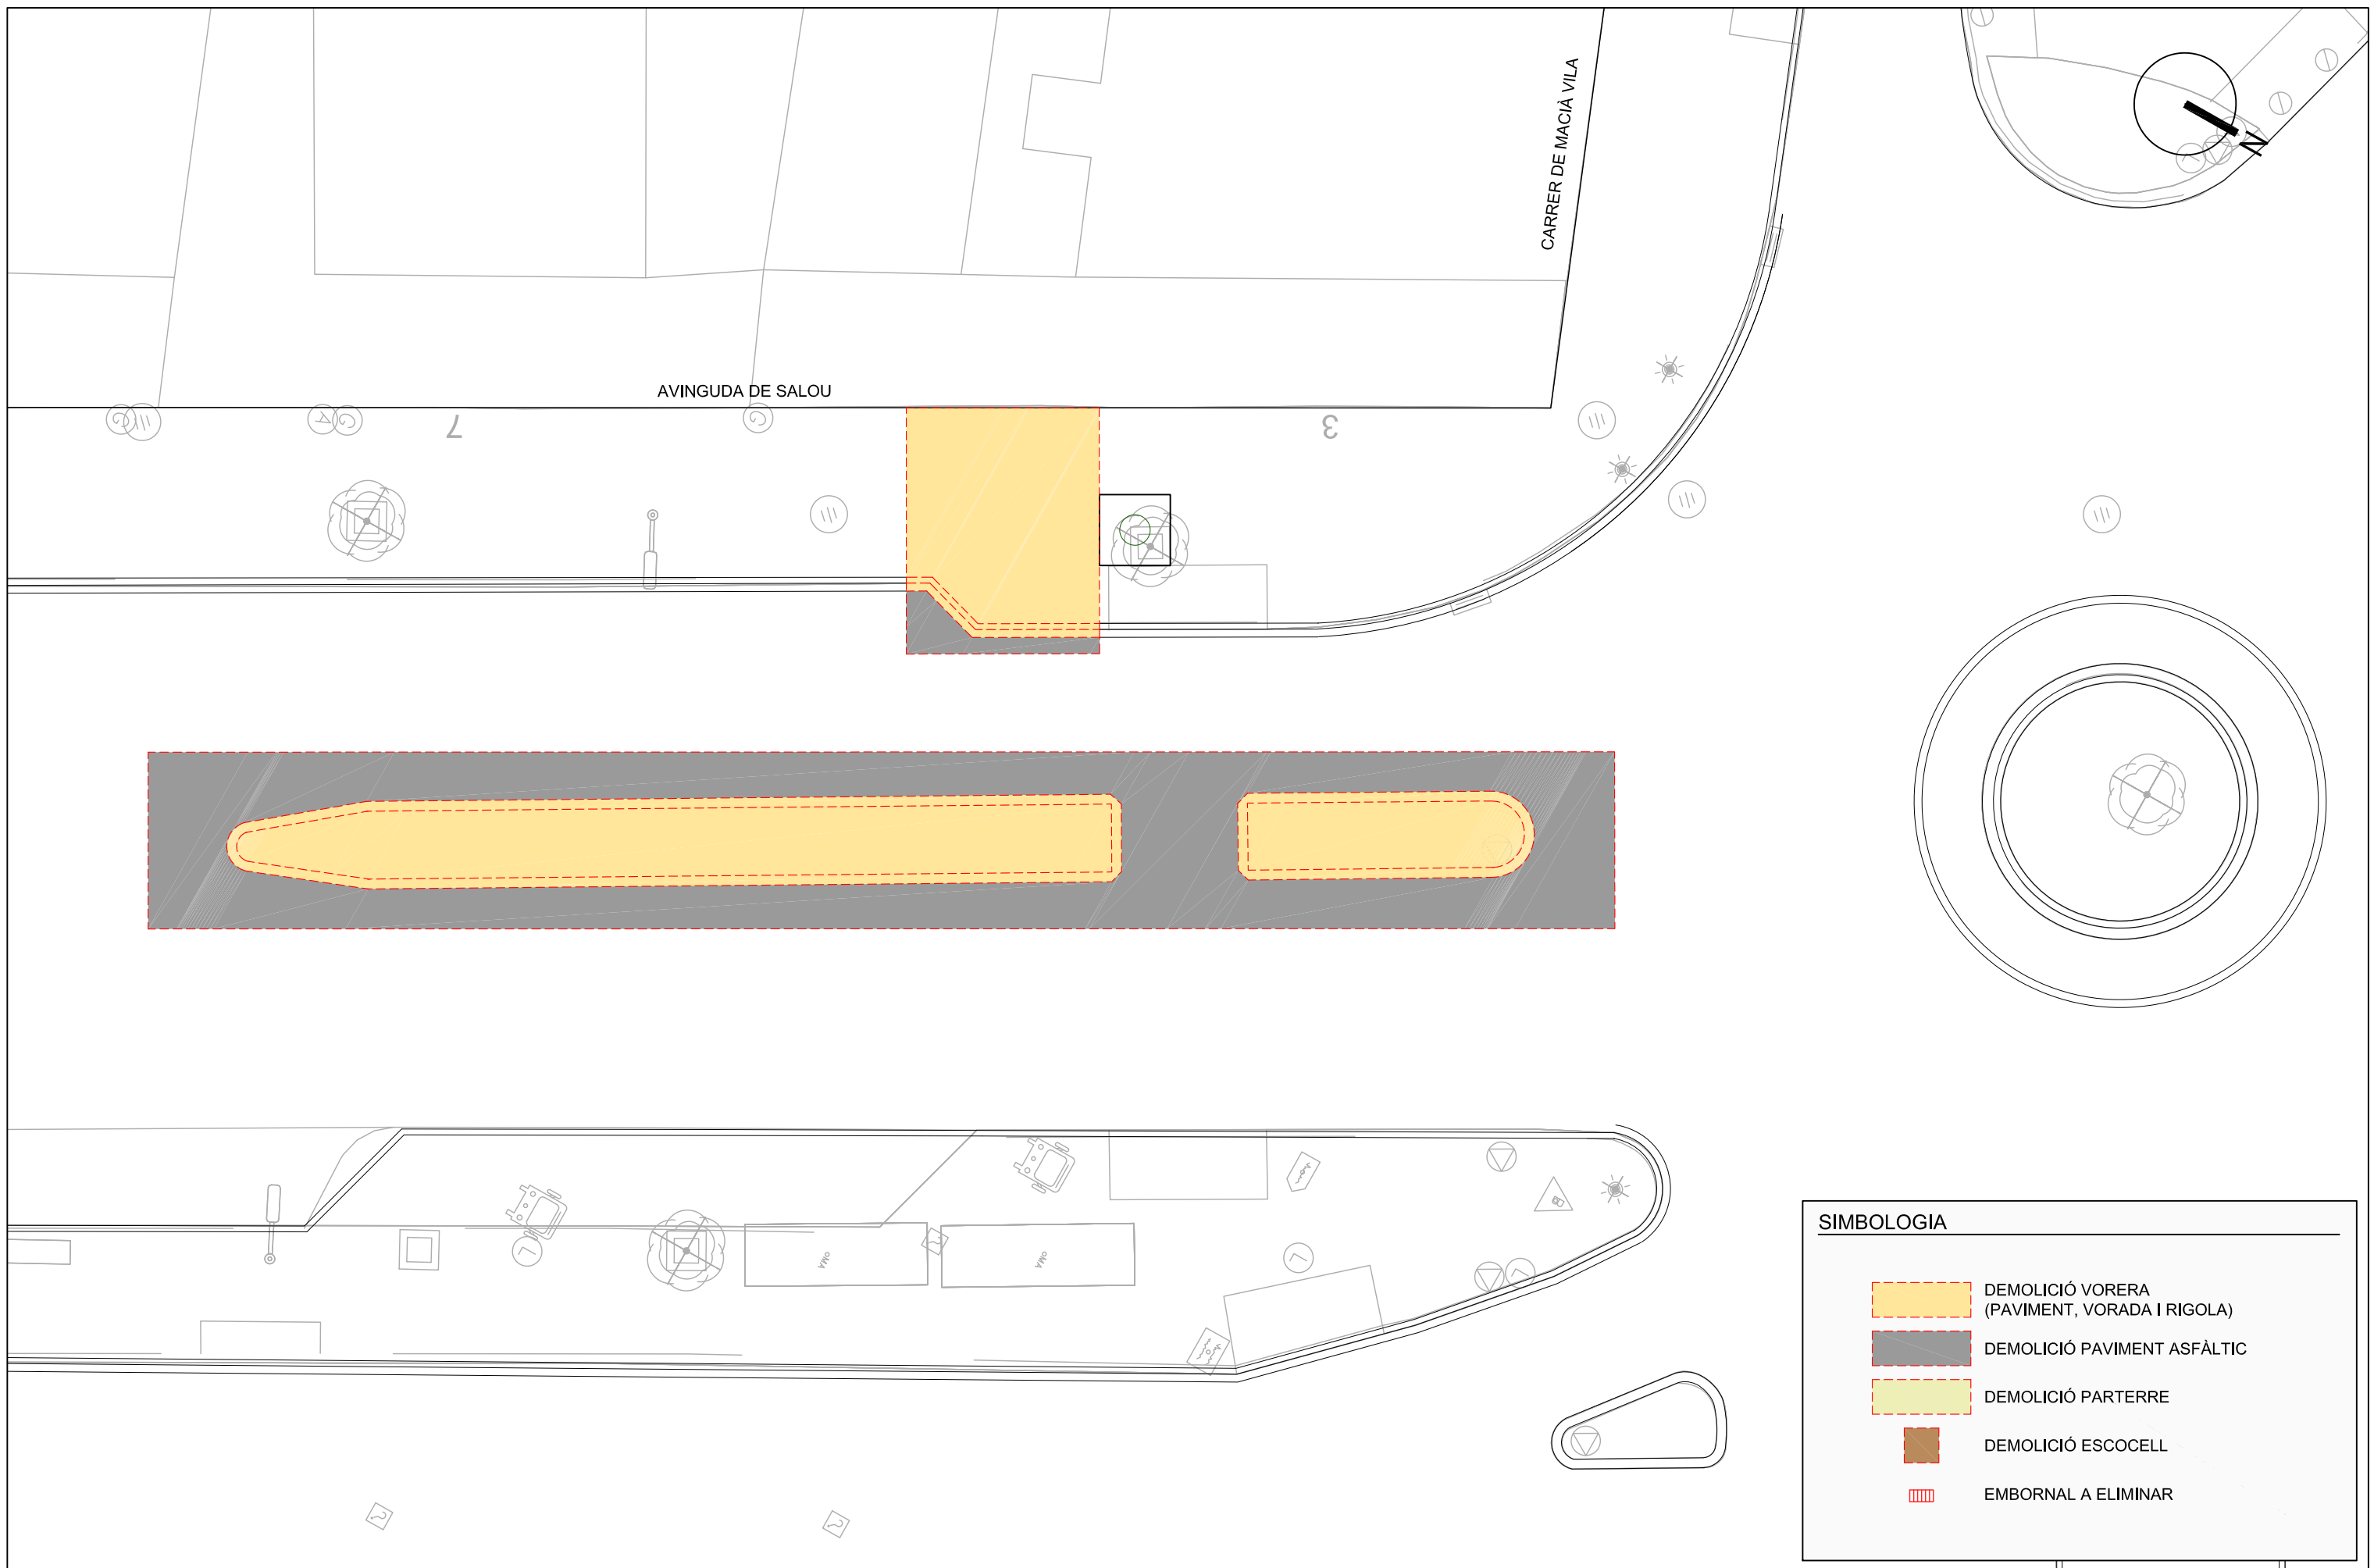 CARRER DE MACIÀ VILA
N
AVINGUDA DE SALOU
G
A
G
G
7
3
SIMBOLOGIA
DEMOLICIÓ VORERA
(PAVIMENT, VORADA I RIGOLA)
DEMOLICIÓ PAVIMENT ASFÀLTIC
DEMOLICIÓ PARTERRE
DEMOLICIÓ ESCOCELL
EMBORNAL A ELIMINAR